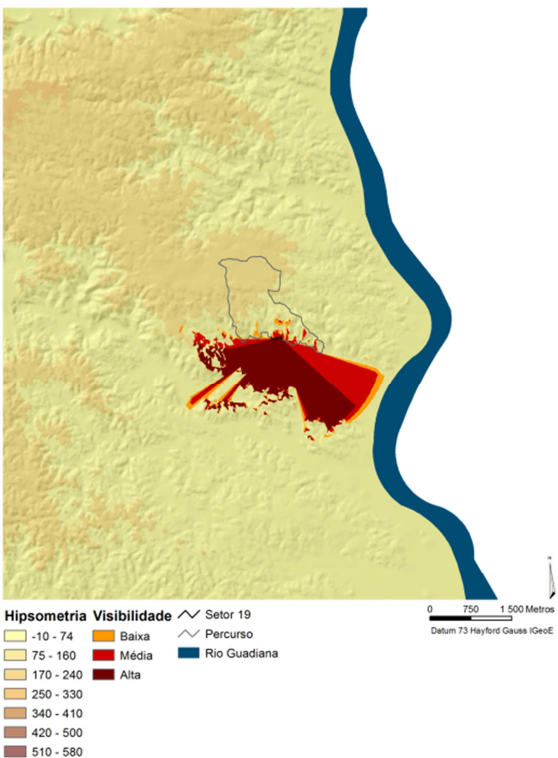 N
0 750 1 500 Metros
Datum 73 Hayford Gauss IGeoE
Hipsometria
-10 - 74
75 - 160
170 - 240
250 - 330
340 - 410
420 - 500
510 - 580
Visibilidade
Baixa
Média
Alta
Setor 19
Percurso
Rio Guadiana